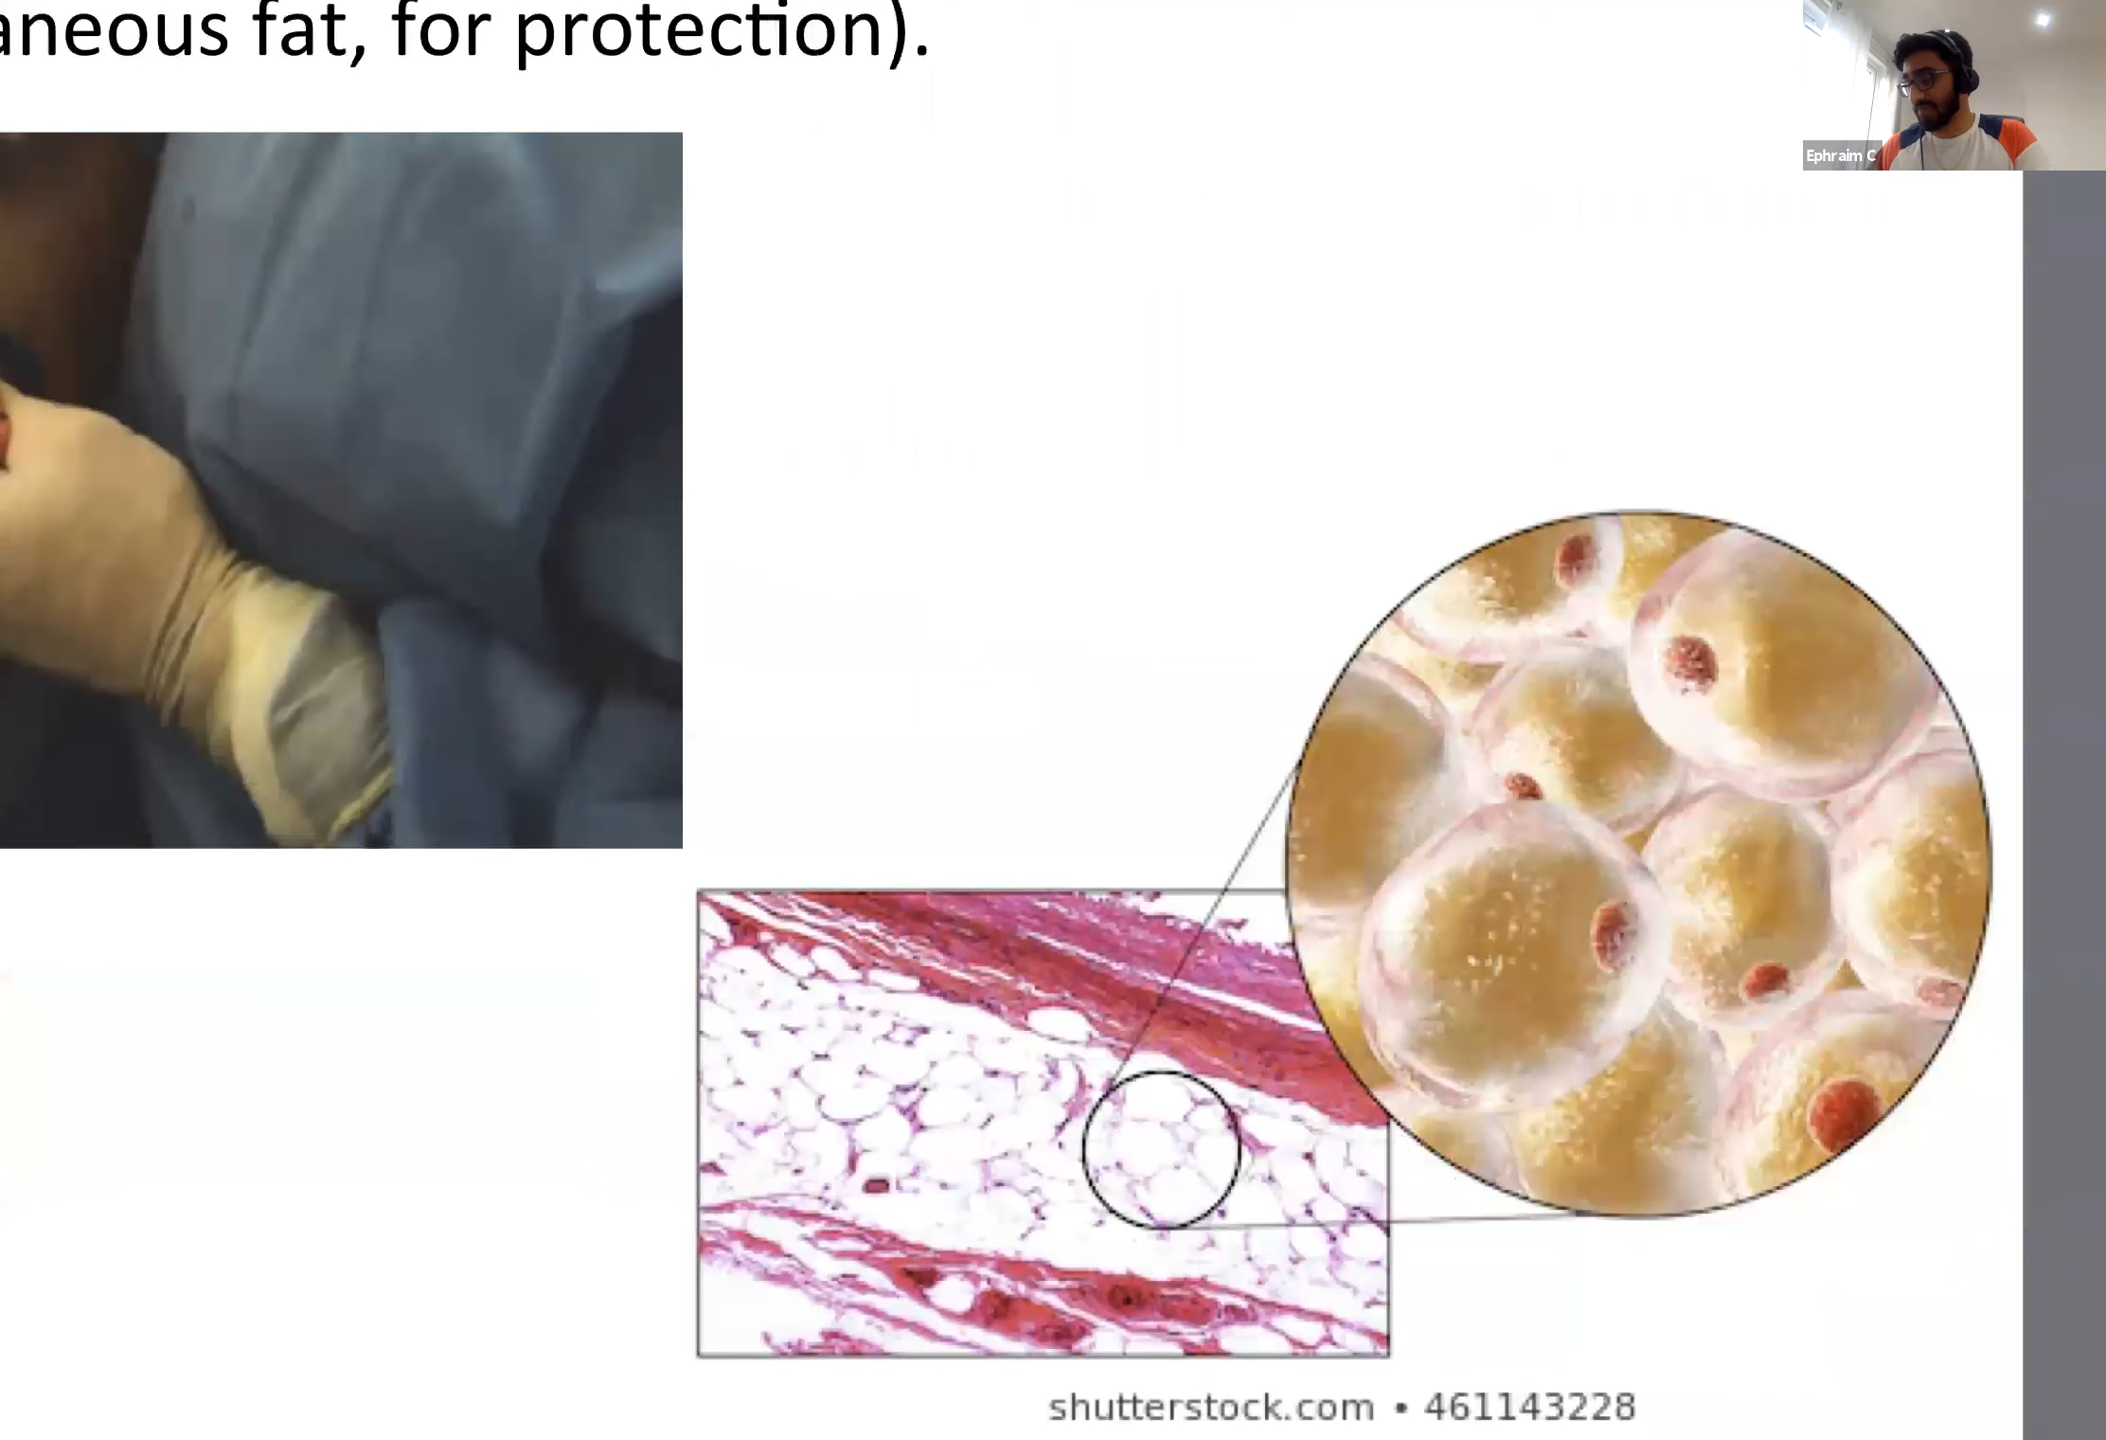 aneous fat, for protection).
Ephraim C
shutterstock.com • 461143228